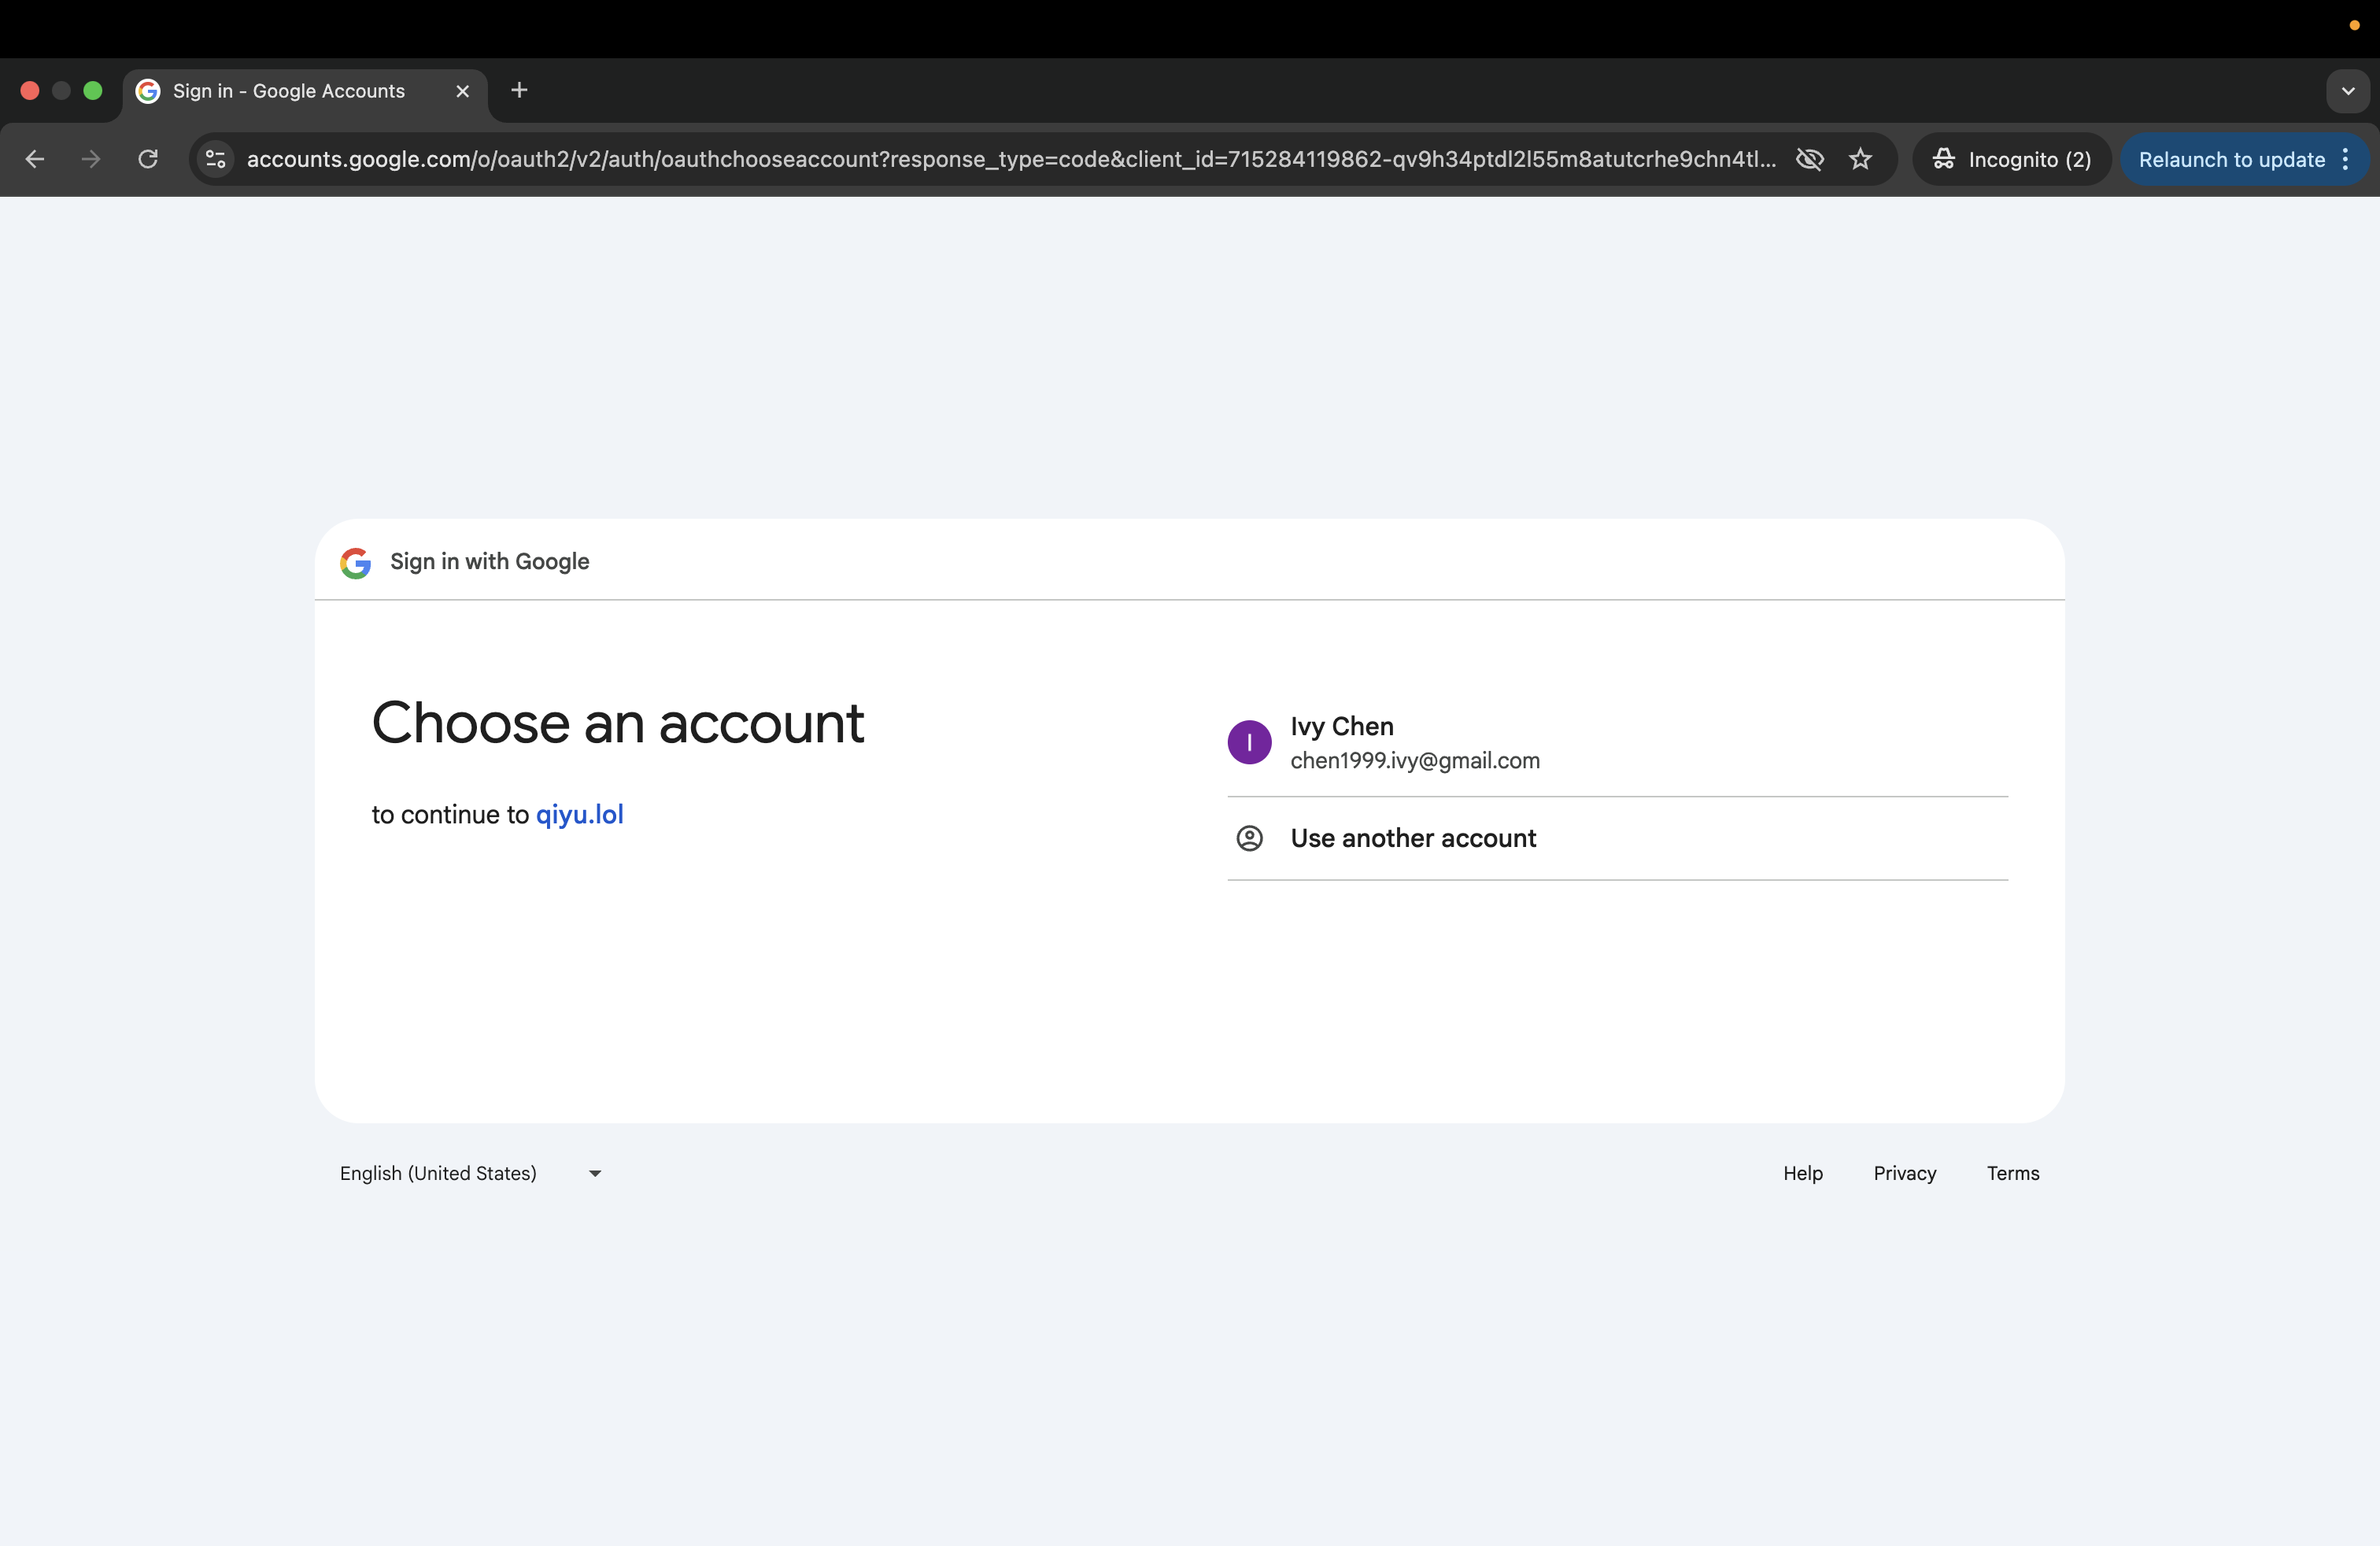 Sign in - Google Accounts
accounts.google.com/o/oauth2/v2/auth/oauthchooseaccount?response_type=code&client_id=715284119862-qv9h34ptdl2l55m8atutcrhe9chn4tl...
Incognito (2)
Relaunch to update
Sign in with Google
Choose an account
to continue to qiyu.lol
I
Ivy Chen
chen1999.ivy@gmail.com
Use another account
English (United States)
Help
Privacy
Terms